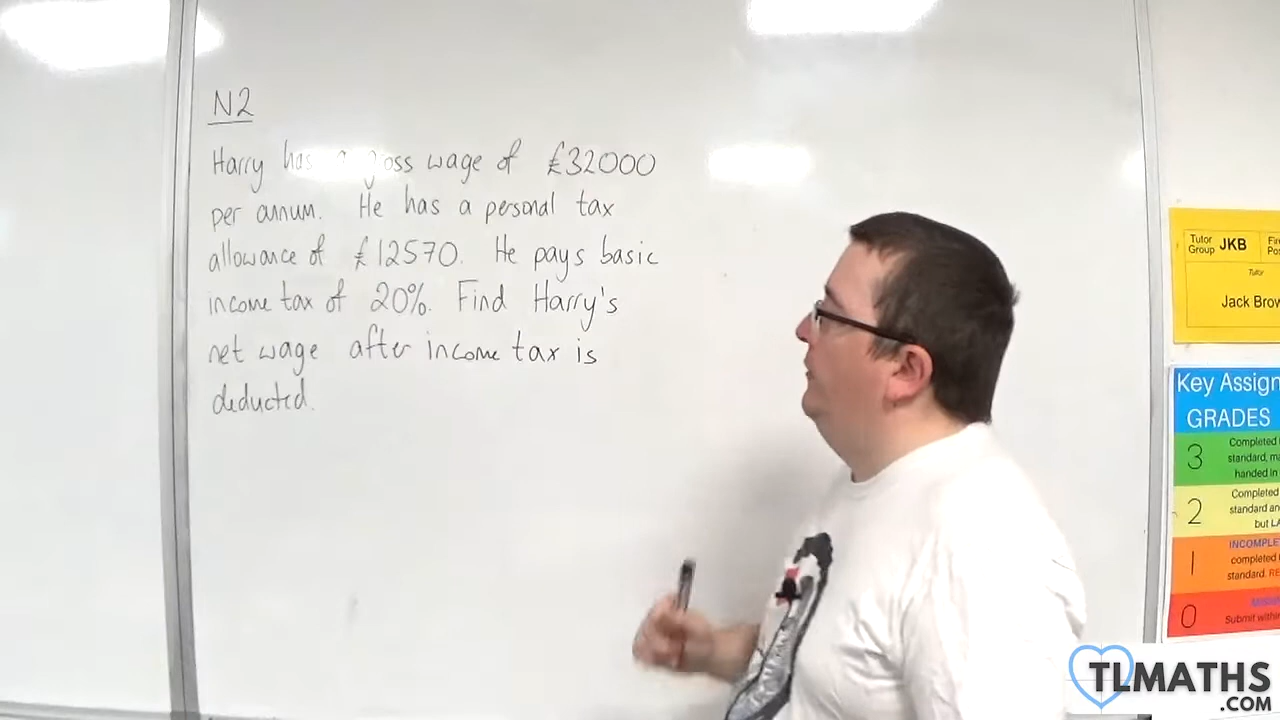 N2
Harry has a gross wage of £32000
per annum. He has a personal tax
allowance of £12570. He pays basic
income tax of 20%. Find Harry's
net wage after income tax is
deducted.
Tutor
Group JKB
Tutor
Jack Brow
Key Assign
GRADES
3
Completed
standard, ma
handed in
2
Completed
standard an
but LA
1
INCOMPLE
completed
standard. RE
0
Submit within
TLMATHS
.COM